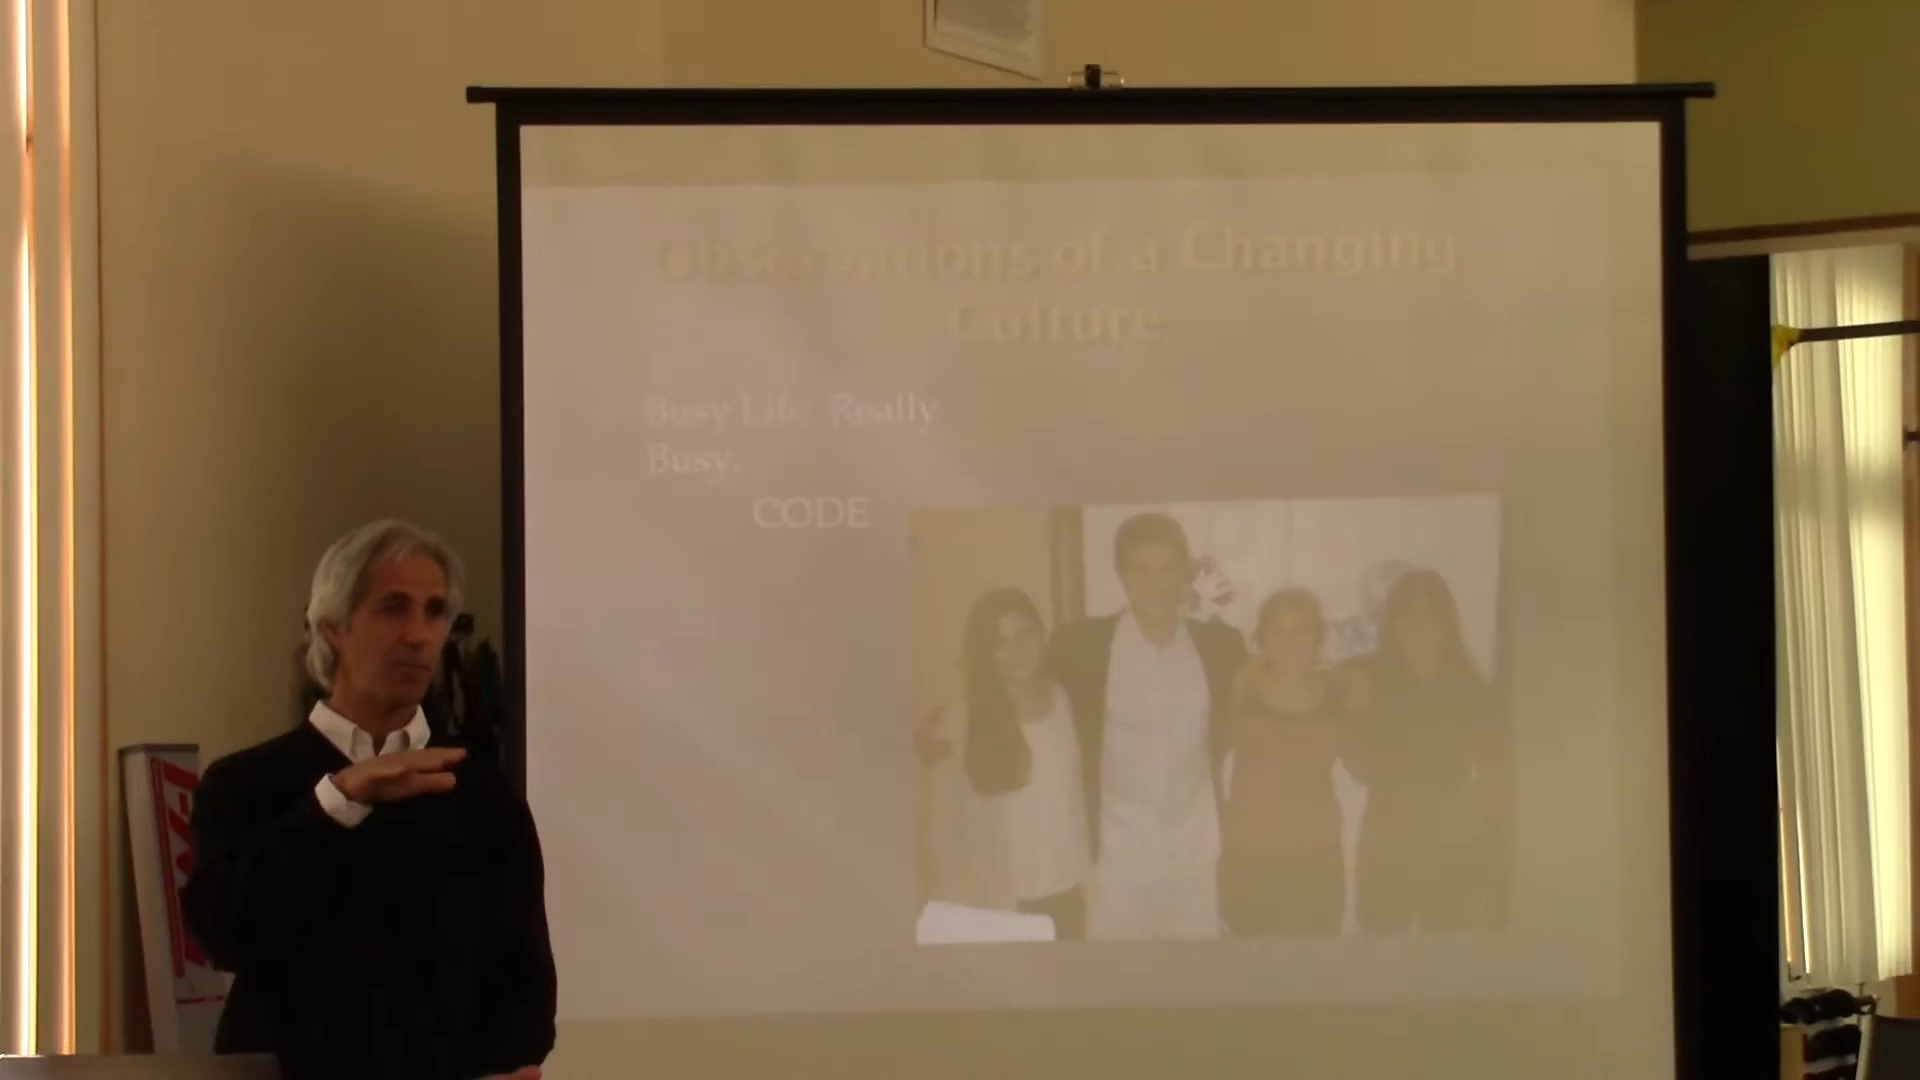 Observations of a Changing
Culture
Busy Life Really
Busy.
CODE